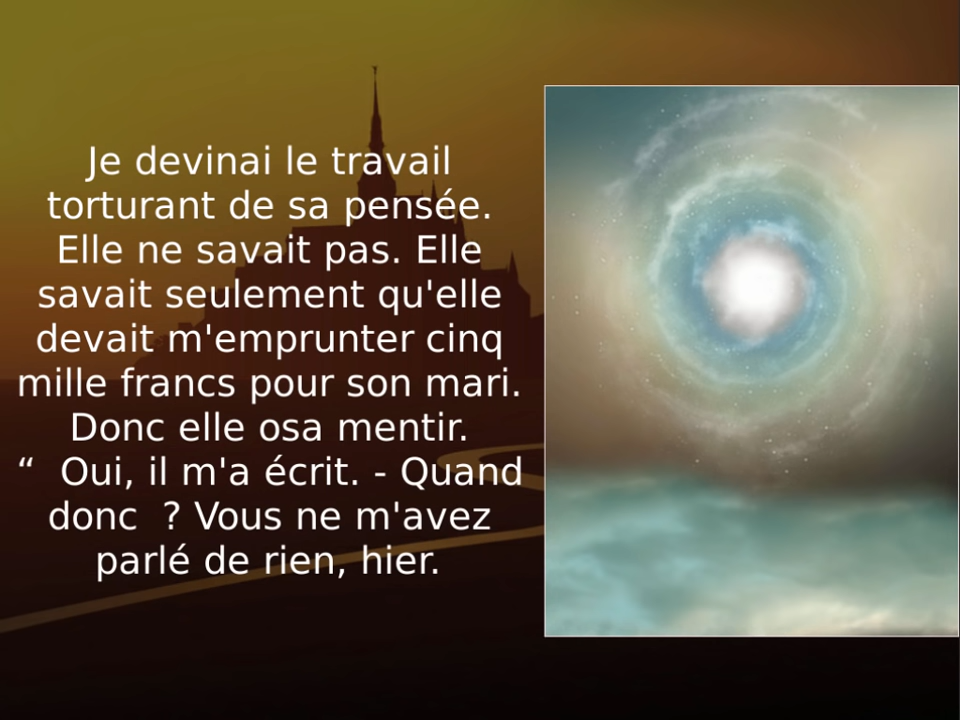 Je devinai le travail
torturant de sa pensée.
Elle ne savait pas. Elle
savait seulement qu'elle
devait m'emprunter cinq
mille francs pour son mari.
Donc elle osa mentir.
“  Oui, il m'a écrit. - Quand
donc  ? Vous ne m'avez
parlé de rien, hier.